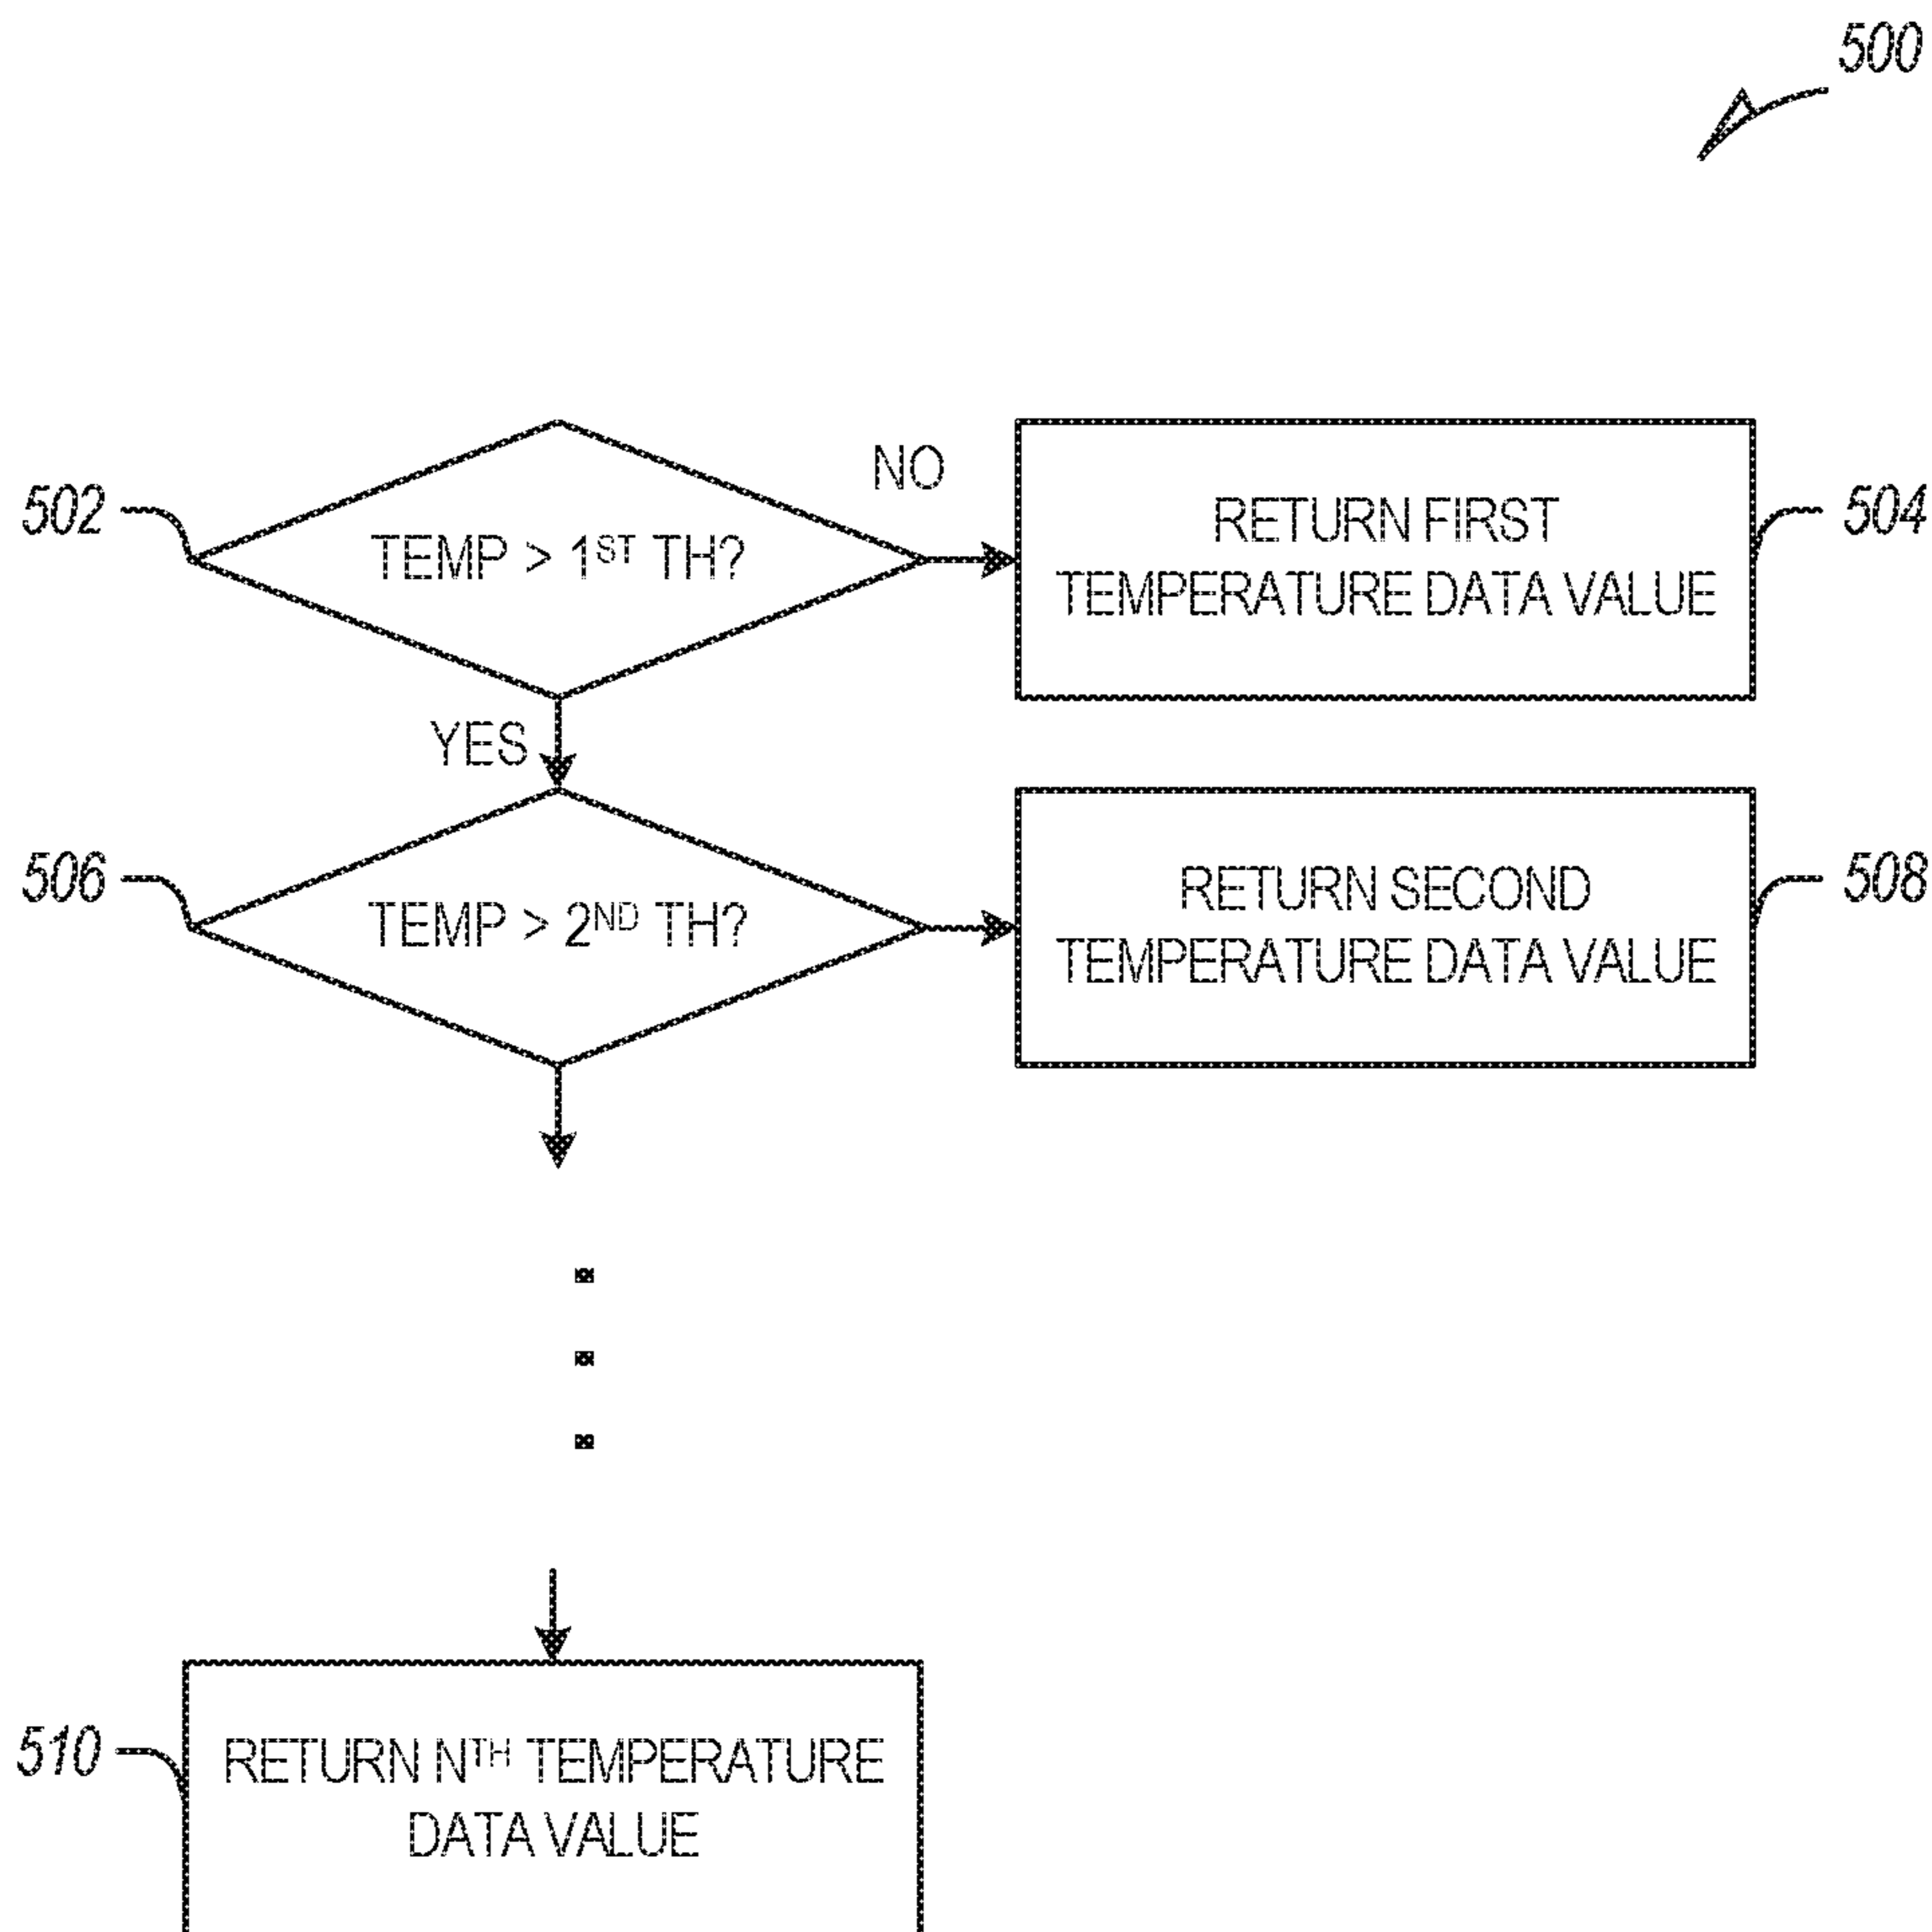 500
502
TEMP > 1ST TH?
NO
RETURN FIRST
TEMPERATURE DATA VALUE
504
YES
506
TEMP > 2ND TH?
RETURN SECOND
TEMPERATURE DATA VALUE
508
510
RETURN NTH TEMPERATURE
DATA VALUE